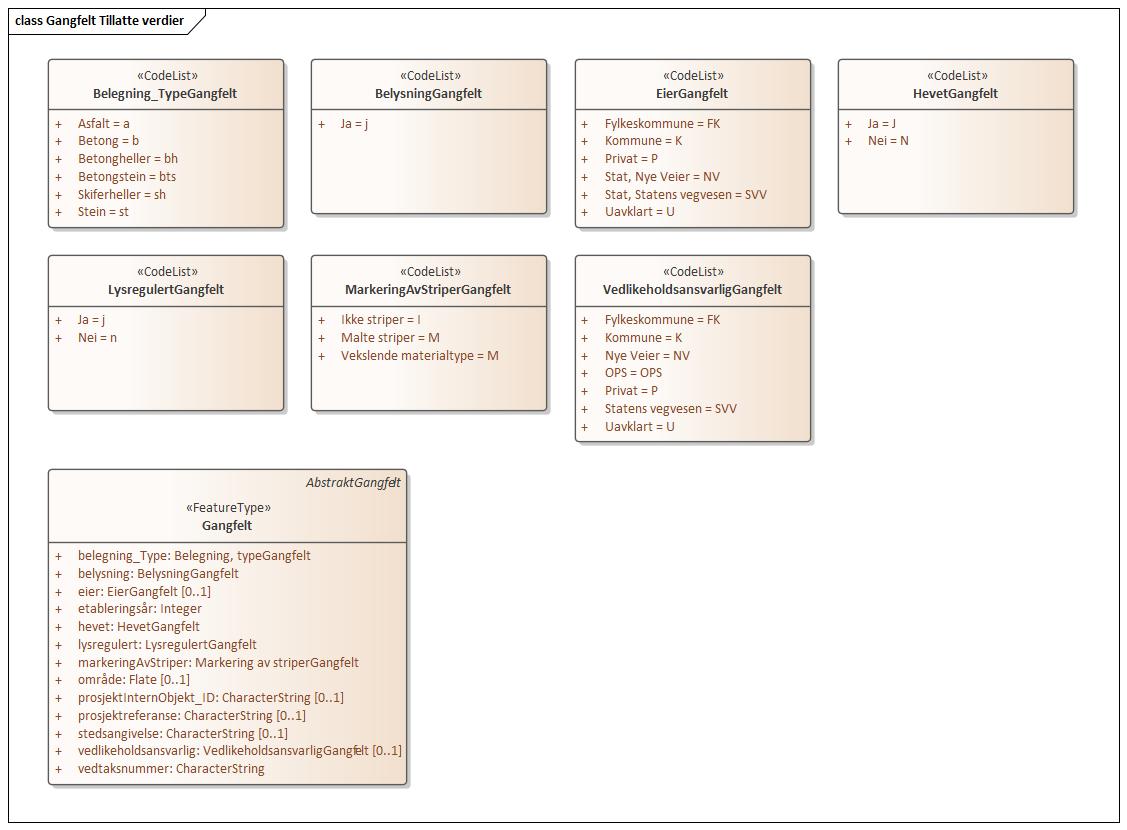 class Gangfelt Tillatte verdier
«CodeList»
Belegning_TypeGangfelt
+ Asfalt = a
+ Betong = b
+ Betongheller = bh
+ Betongstein = bts
+ Skiferheller = sh
+ Stein = st
«CodeList»
BelysningGangfelt
+ Ja = j
«CodeList»
EierGangfelt
+ Fylkeskommune = FK
+ Kommune = K
+ Privat = P
+ Stat, Nye Veier = NV
+ Stat, Statens vegvesen = SVV
+ Uavklart = U
«CodeList»
HevetGangfelt
+ Ja = J
+ Nei = N
«CodeList»
LysregulertGangfelt
+ Ja = j
+ Nei = n
«CodeList»
MarkeringAvStriperGangfelt
+ Ikke striper = I
+ Malte striper = M
+ Vekslende materialtype = M
«CodeList»
VedlikeholdsansvarligGangfelt
+ Fylkeskommune = FK
+ Kommune = K
+ Nye Veier = NV
+ OPS = OPS
+ Privat = P
+ Statens vegvesen = SVV
+ Uavklart = U
AbstraktGangfelt
«FeatureType»
Gangfelt
+ belegning_Type: Belegning, typeGangfelt
+ belysning: BelysningGangfelt
+ eier: EierGangfelt [0..1]
+ etableringsår: Integer
+ hevet: HevetGangfelt
+ lysregulert: LysregulertGangfelt
+ markeringAvStriper: Markering av striperGangfelt
+ område: Flate [0..1]
+ prosjektInternObjekt_ID: CharacterString [0..1]
+ prosjektreferanse: CharacterString [0..1]
+ stedsangivelse: CharacterString [0..1]
+ vedlikeholdsansvarlig: VedlikeholdsansvarligGangfelt [0..1]
+ vedtaksnummer: CharacterString